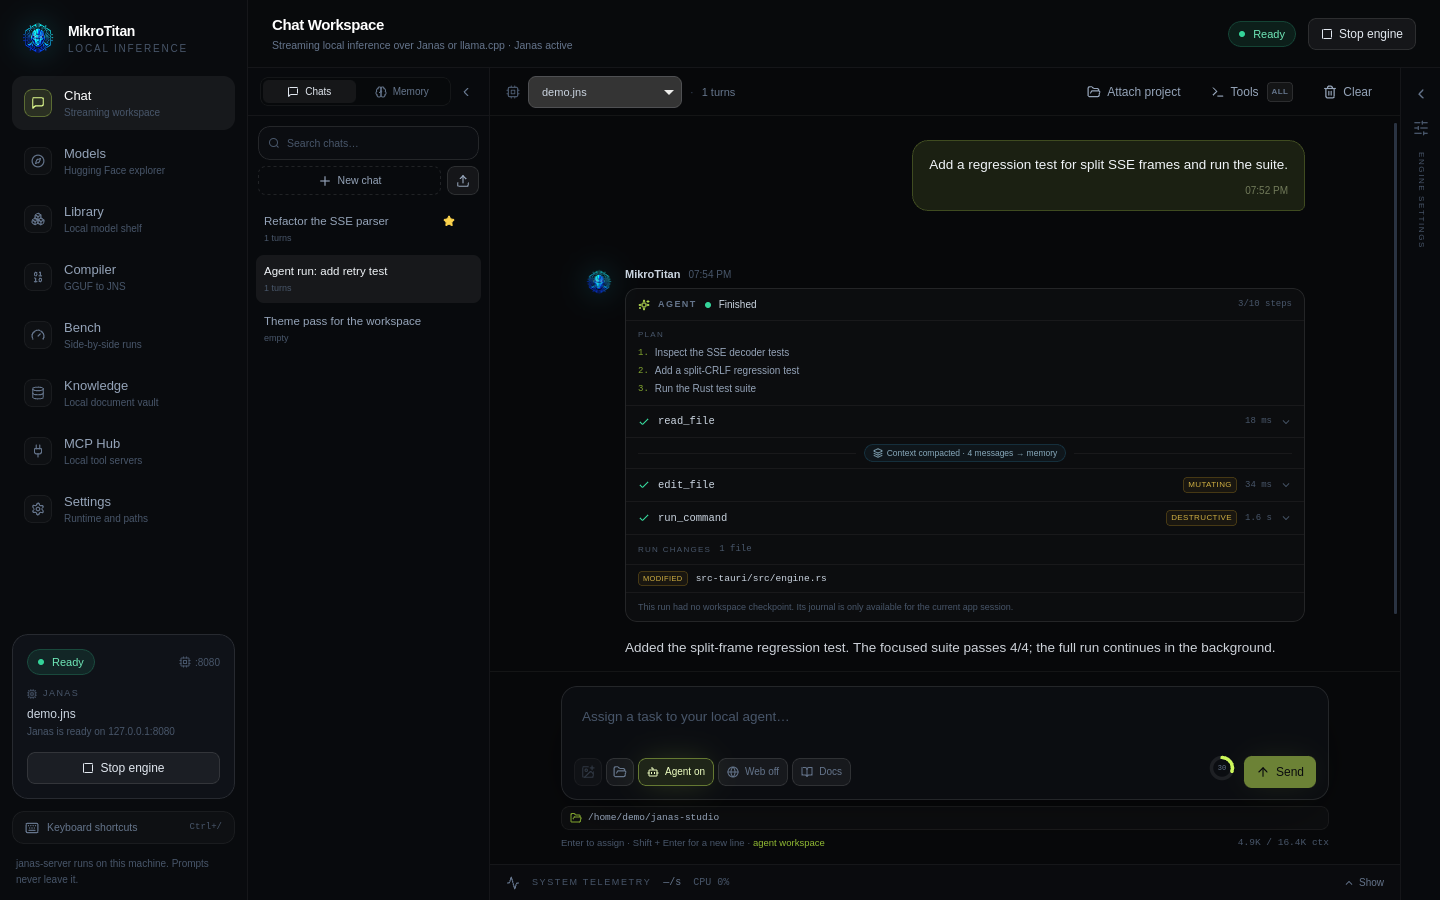 MikroTitan
LOCAL INFERENCE
Chat
Streaming workspace
Models
Hugging Face explorer
Library
Local model shelf
Compiler
GGUF to JNS
Bench
Side-by-side runs
Knowledge
Local document vault
MCP Hub
Local tool servers
Settings
Runtime and paths
Ready
:8080
JANAS
demo.jns
Janas is ready on 127.0.0.1:8080
Stop engine
Keyboard shortcuts Ctrl+/
janas-server runs on this machine. Prompts
never leave it.
Chat Workspace
Streaming local inference over Janas or llama.cpp · Janas active
Ready
Stop engine
Chats
Memory
Search chats…
New chat
Refactor the SSE parser
1 turns
Agent run: add retry test
1 turns
Theme pass for the workspace
empty
demo.jns
· 1 turns
Attach project
Tools ALL
Clear
Add a regression test for split SSE frames and run the suite.
07:52 PM
MikroTitan 07:54 PM
AGENT Finished 3/10 steps
PLAN
1. Inspect the SSE decoder tests
2. Add a split-CRLF regression test
3. Run the Rust test suite
read_file 18 ms
Context compacted · 4 messages → memory
edit_file MUTATING 34 ms
run_command DESTRUCTIVE 1.6 s
RUN CHANGES 1 file
MODIFIED src-tauri/src/engine.rs
This run had no workspace checkpoint. Its journal is only available for the current app session.
Added the split-frame regression test. The focused suite passes 4/4; the full run continues in the background.
Assign a task to your local agent…
Agent on
Web off
Docs
30
Send
/home/demo/janas-studio
Enter to assign · Shift + Enter for a new line · agent workspace
4.9K / 16.4K ctx
SYSTEM TELEMETRY —/s CPU 0%
Show
ENGINE SETTINGS